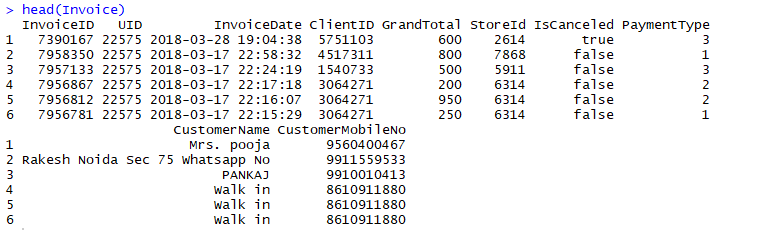 > head(Invoice)
InvoiceID UID InvoiceDate ClientID GrandTotal StoreId IsCanceled PaymentType
1 7390167 22575 2018-03-28 19:04:38 5751103 600 2614 true 3
2 7958350 22575 2018-03-17 22:58:32 4517311 800 7868 false 1
3 7957133 22575 2018-03-17 22:24:19 1540733 500 5911 false 3
4 7956867 22575 2018-03-17 22:17:18 3064271 200 6314 false 2
5 7956812 22575 2018-03-17 22:16:07 3064271 950 6314 false 2
6 7956781 22575 2018-03-17 22:15:29 3064271 250 6314 false 1
CustomerName CustomerMobileNo
1 Mrs. pooja 9560400467
2 Rakesh Noida Sec 75 Whatsapp No 9911559533
3 PANKAJ 9910010413
4 Walk in 8610911880
5 Walk in 8610911880
6 Walk in 8610911880